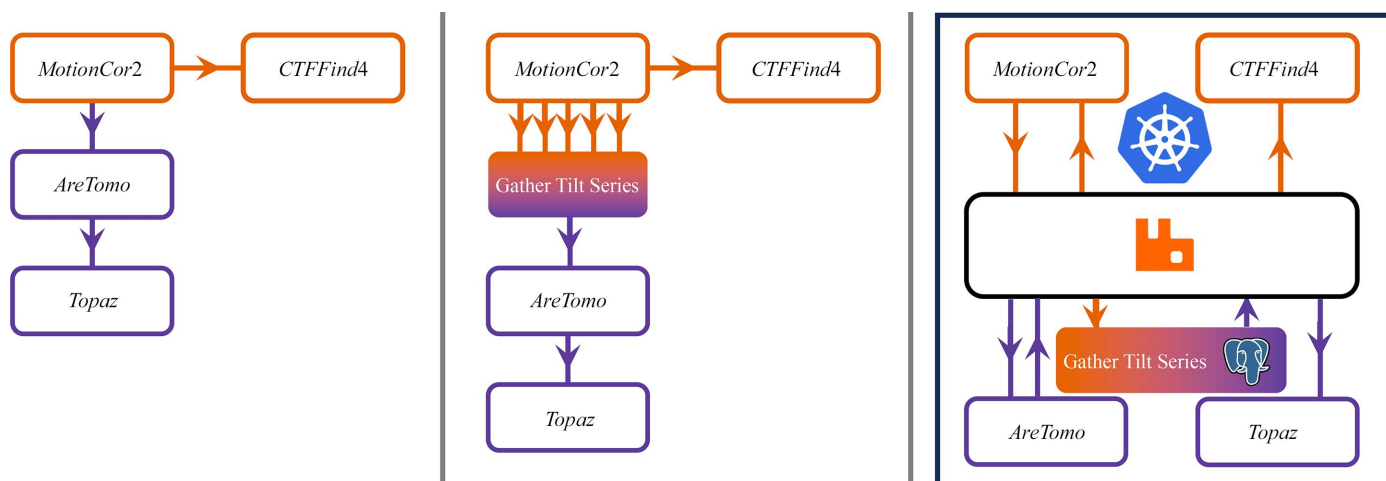 MotionCor2
CTFFind4
AreTomo
Topaz
MotionCor2
CTFFind4
Gather Tilt Series
AreTomo
Topaz
MotionCor2
CTFFind4
Gather Tilt Series
AreTomo
Topaz